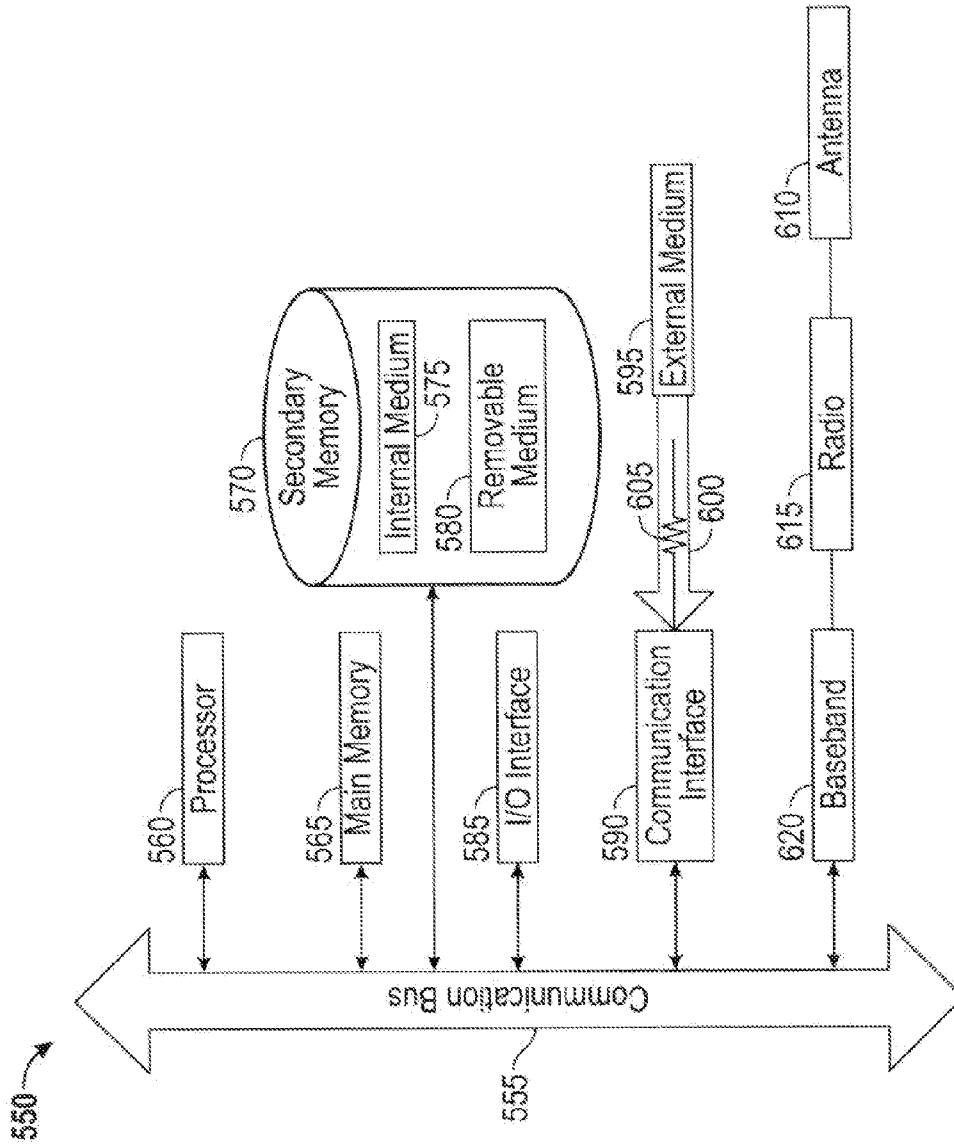 550
555
Communication Bus
560
Processor
565
Main Memory
570
Secondary
Memory
Internal Medium
575
580
Removable
Medium
585
I/O Interface
590
Communication
Interface
605
600
595
External Medium
620
Baseband
615
Radio
610
Antenna